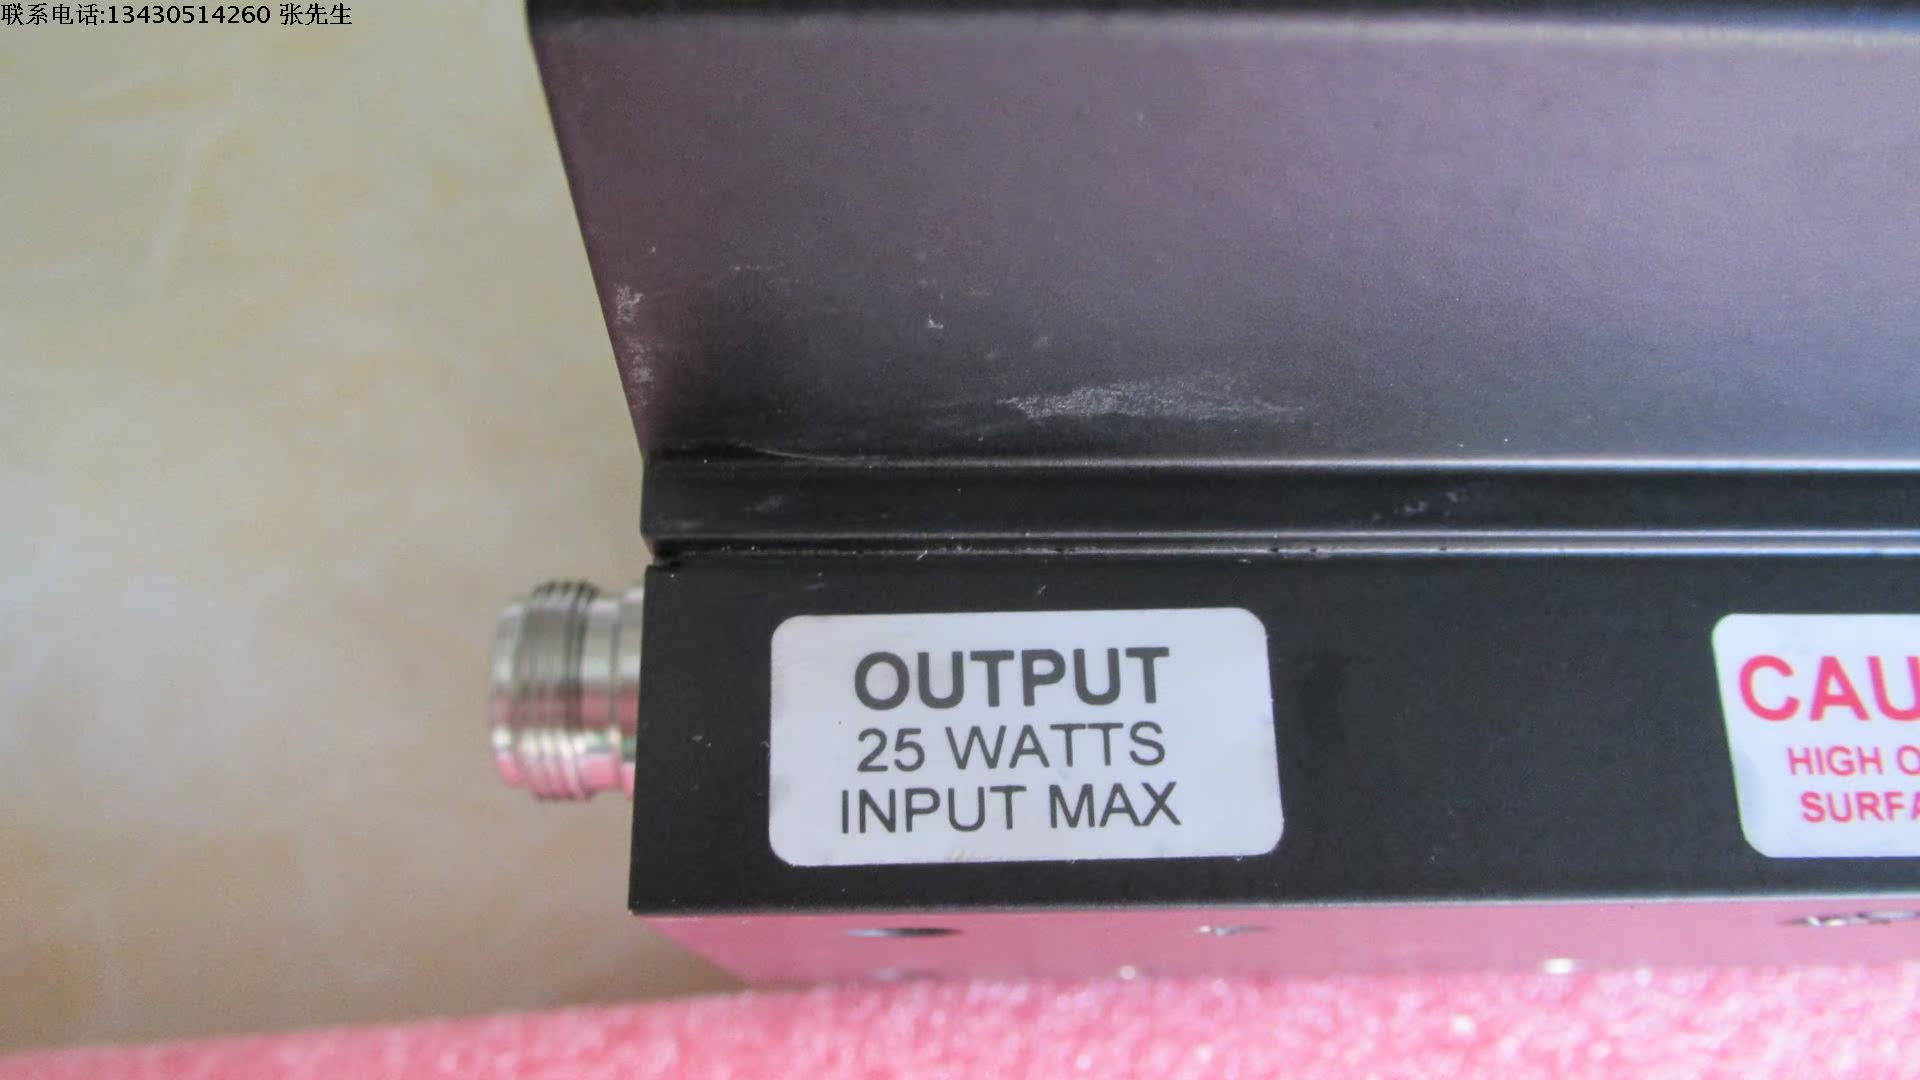 联系电话:13430514260 张先生
OUTPUT
25 WATTS
INPUT MAX
CAU
HIGH O
SURFA